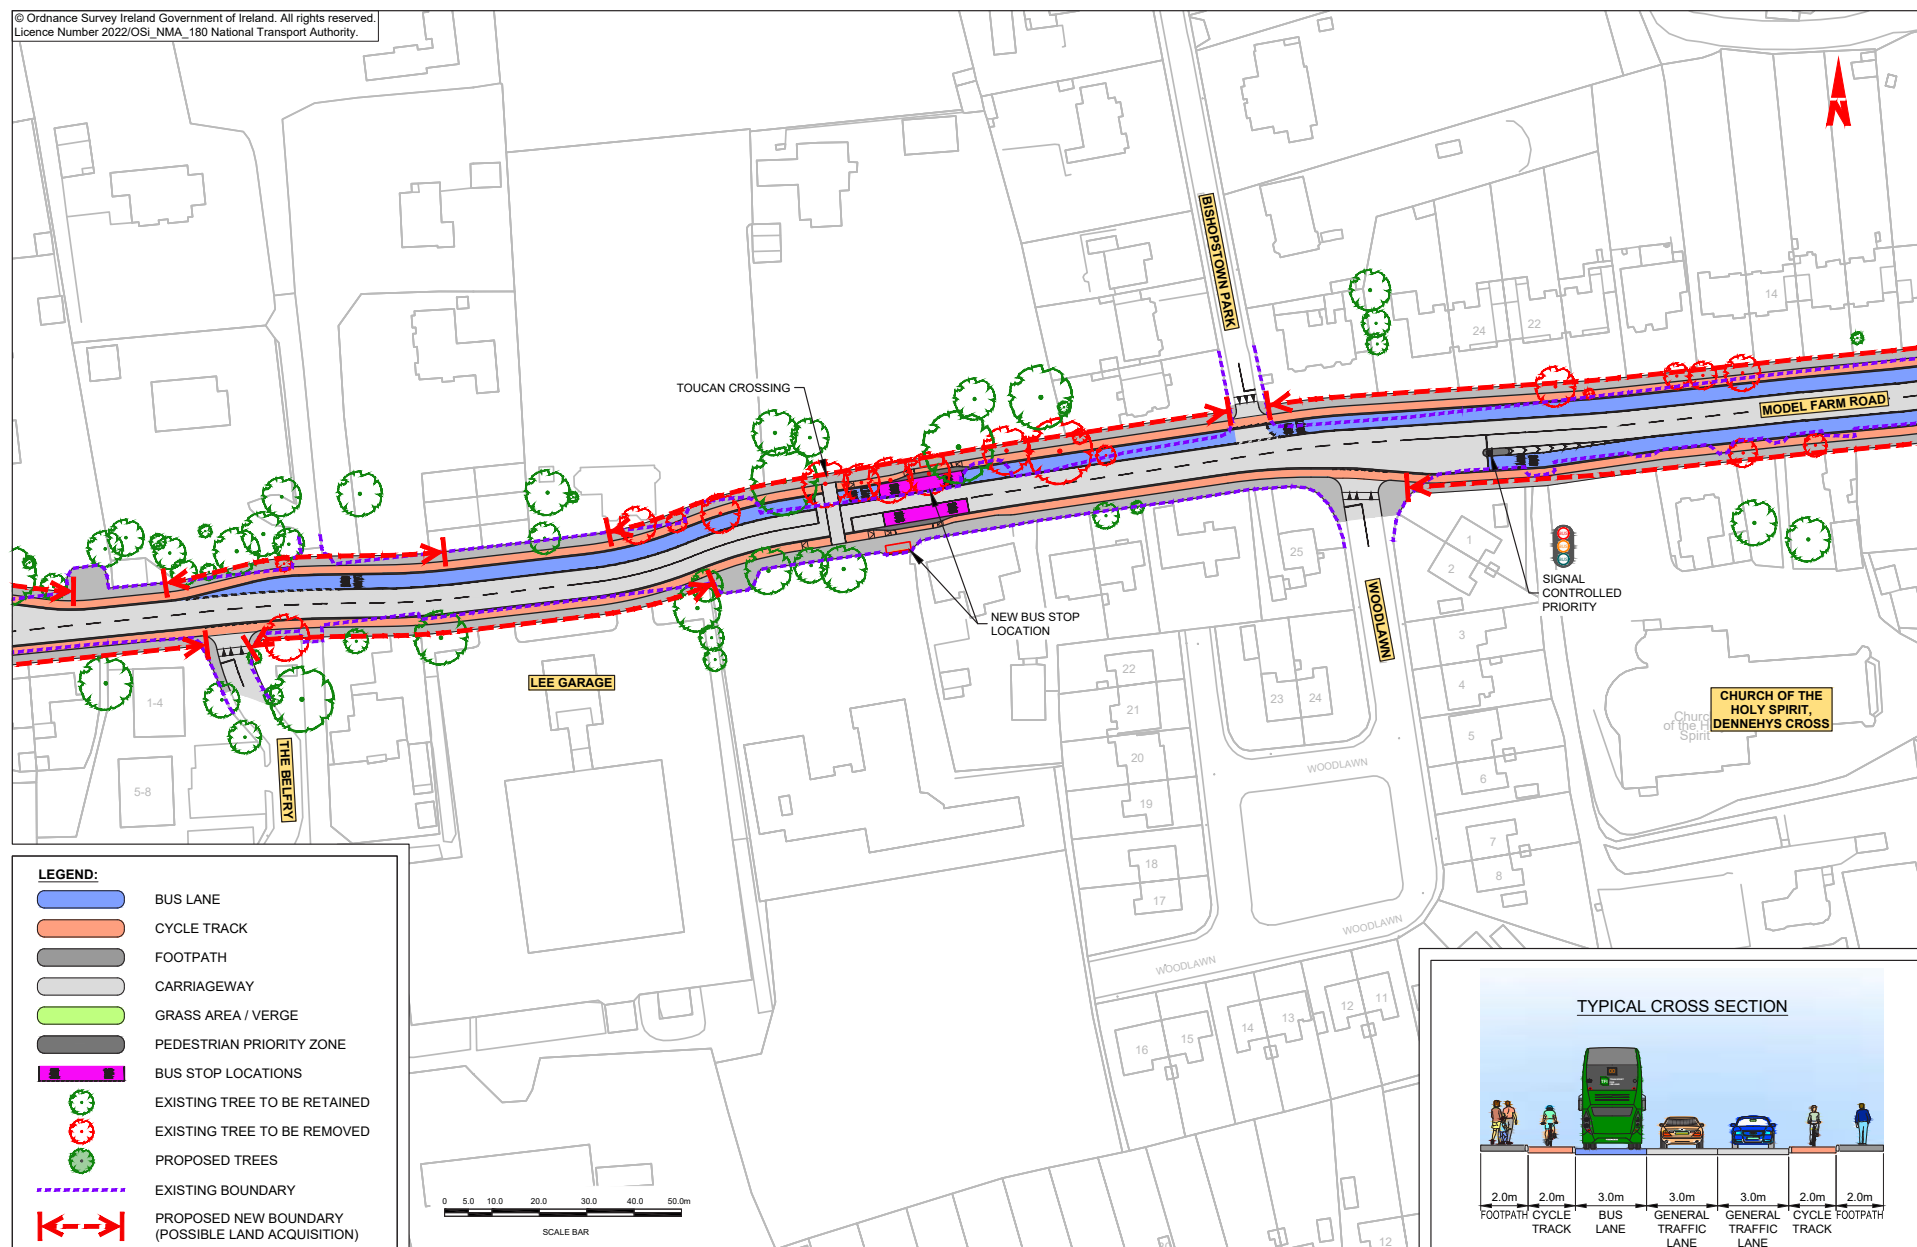 © Ordnance Survey Ireland Government of Ireland. All rights reserved.
Licence Number 2022/OSi_NMA_180 National Transport Authority.
N
BISHOPSTOWN PARK
14
24
22
TOUCAN CROSSING
MODEL FARM ROAD
25
1
2
SIGNAL
CONTROLLED
PRIORITY
NEW BUS STOP
LOCATION
WOODLAWN
3
4
5
6
7
8
LEE GARAGE
1-4
5-8
THE BELFRY
22
21
20
19
18
17
23
24
WOODLAWN
WOODLAWN
WOODLAWN
CHURCH OF THE
HOLY SPIRIT,
DENNEHYS CROSS
Churc
of the H
Spirit
16
15
14
13
12
11
12
LEGEND:
BUS LANE
CYCLE TRACK
FOOTPATH
CARRIAGEWAY
GRASS AREA / VERGE
PEDESTRIAN PRIORITY ZONE
BUS STOP LOCATIONS
EXISTING TREE TO BE RETAINED
EXISTING TREE TO BE REMOVED
PROPOSED TREES
EXISTING BOUNDARY
PROPOSED NEW BOUNDARY
(POSSIBLE LAND ACQUISITION)
0 5.0 10.0 20.0 30.0 40.0 50.0m
SCALE BAR
TYPICAL CROSS SECTION
2.0m 2.0m 3.0m 3.0m 3.0m 2.0m 2.0m
FOOTPATH CYCLE BUS GENERAL GENERAL CYCLE FOOTPATH
TRACK LANE TRAFFIC TRAFFIC TRACK
LANE LANE